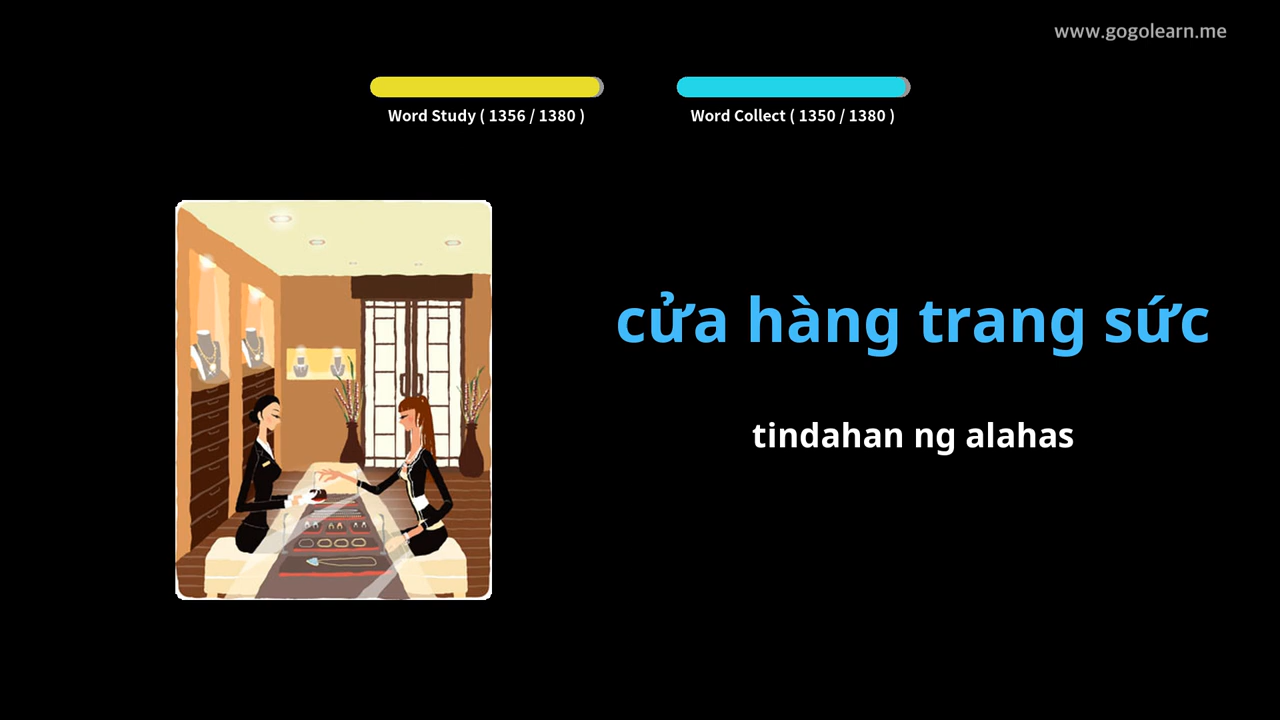 www.gogolearn.me
Word Study ( 1356 / 1380 )
Word Collect ( 1350 / 1380 )
cửa hàng trang sức
tindahan ng alahas